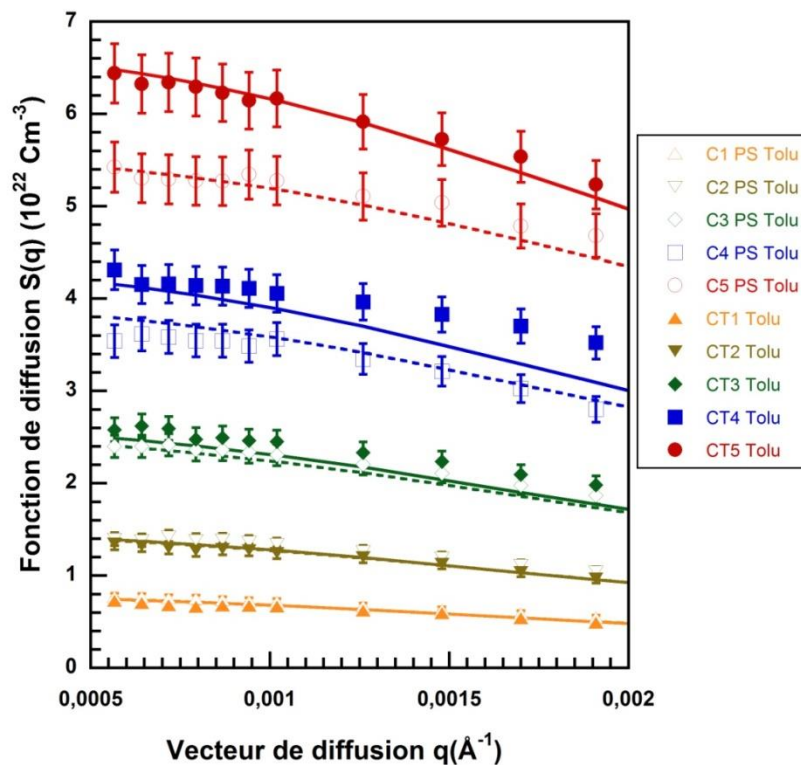 Fonction de diffusion S(q) (10²² Cm⁻³)
7
6
5
4
3
2
1
0
0,0005
0,001
0,0015
0,002
Vecteur de diffusion q(Å⁻¹)
C1 PS Tolu
C2 PS Tolu
C3 PS Tolu
C4 PS Tolu
C5 PS Tolu
CT1 Tolu
CT2 Tolu
CT3 Tolu
CT4 Tolu
CT5 Tolu